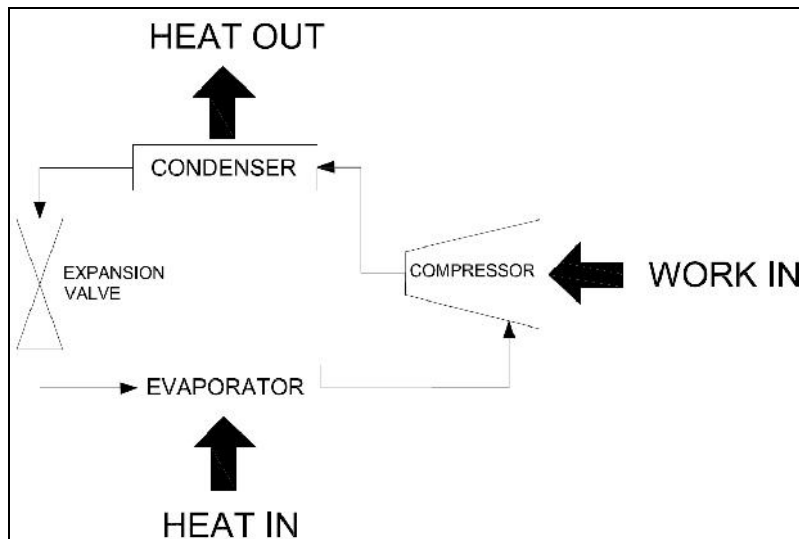 HEAT OUT
CONDENSER
EXPANSION
VALVE
COMPRESSOR
WORK IN
EVAPORATOR
HEAT IN